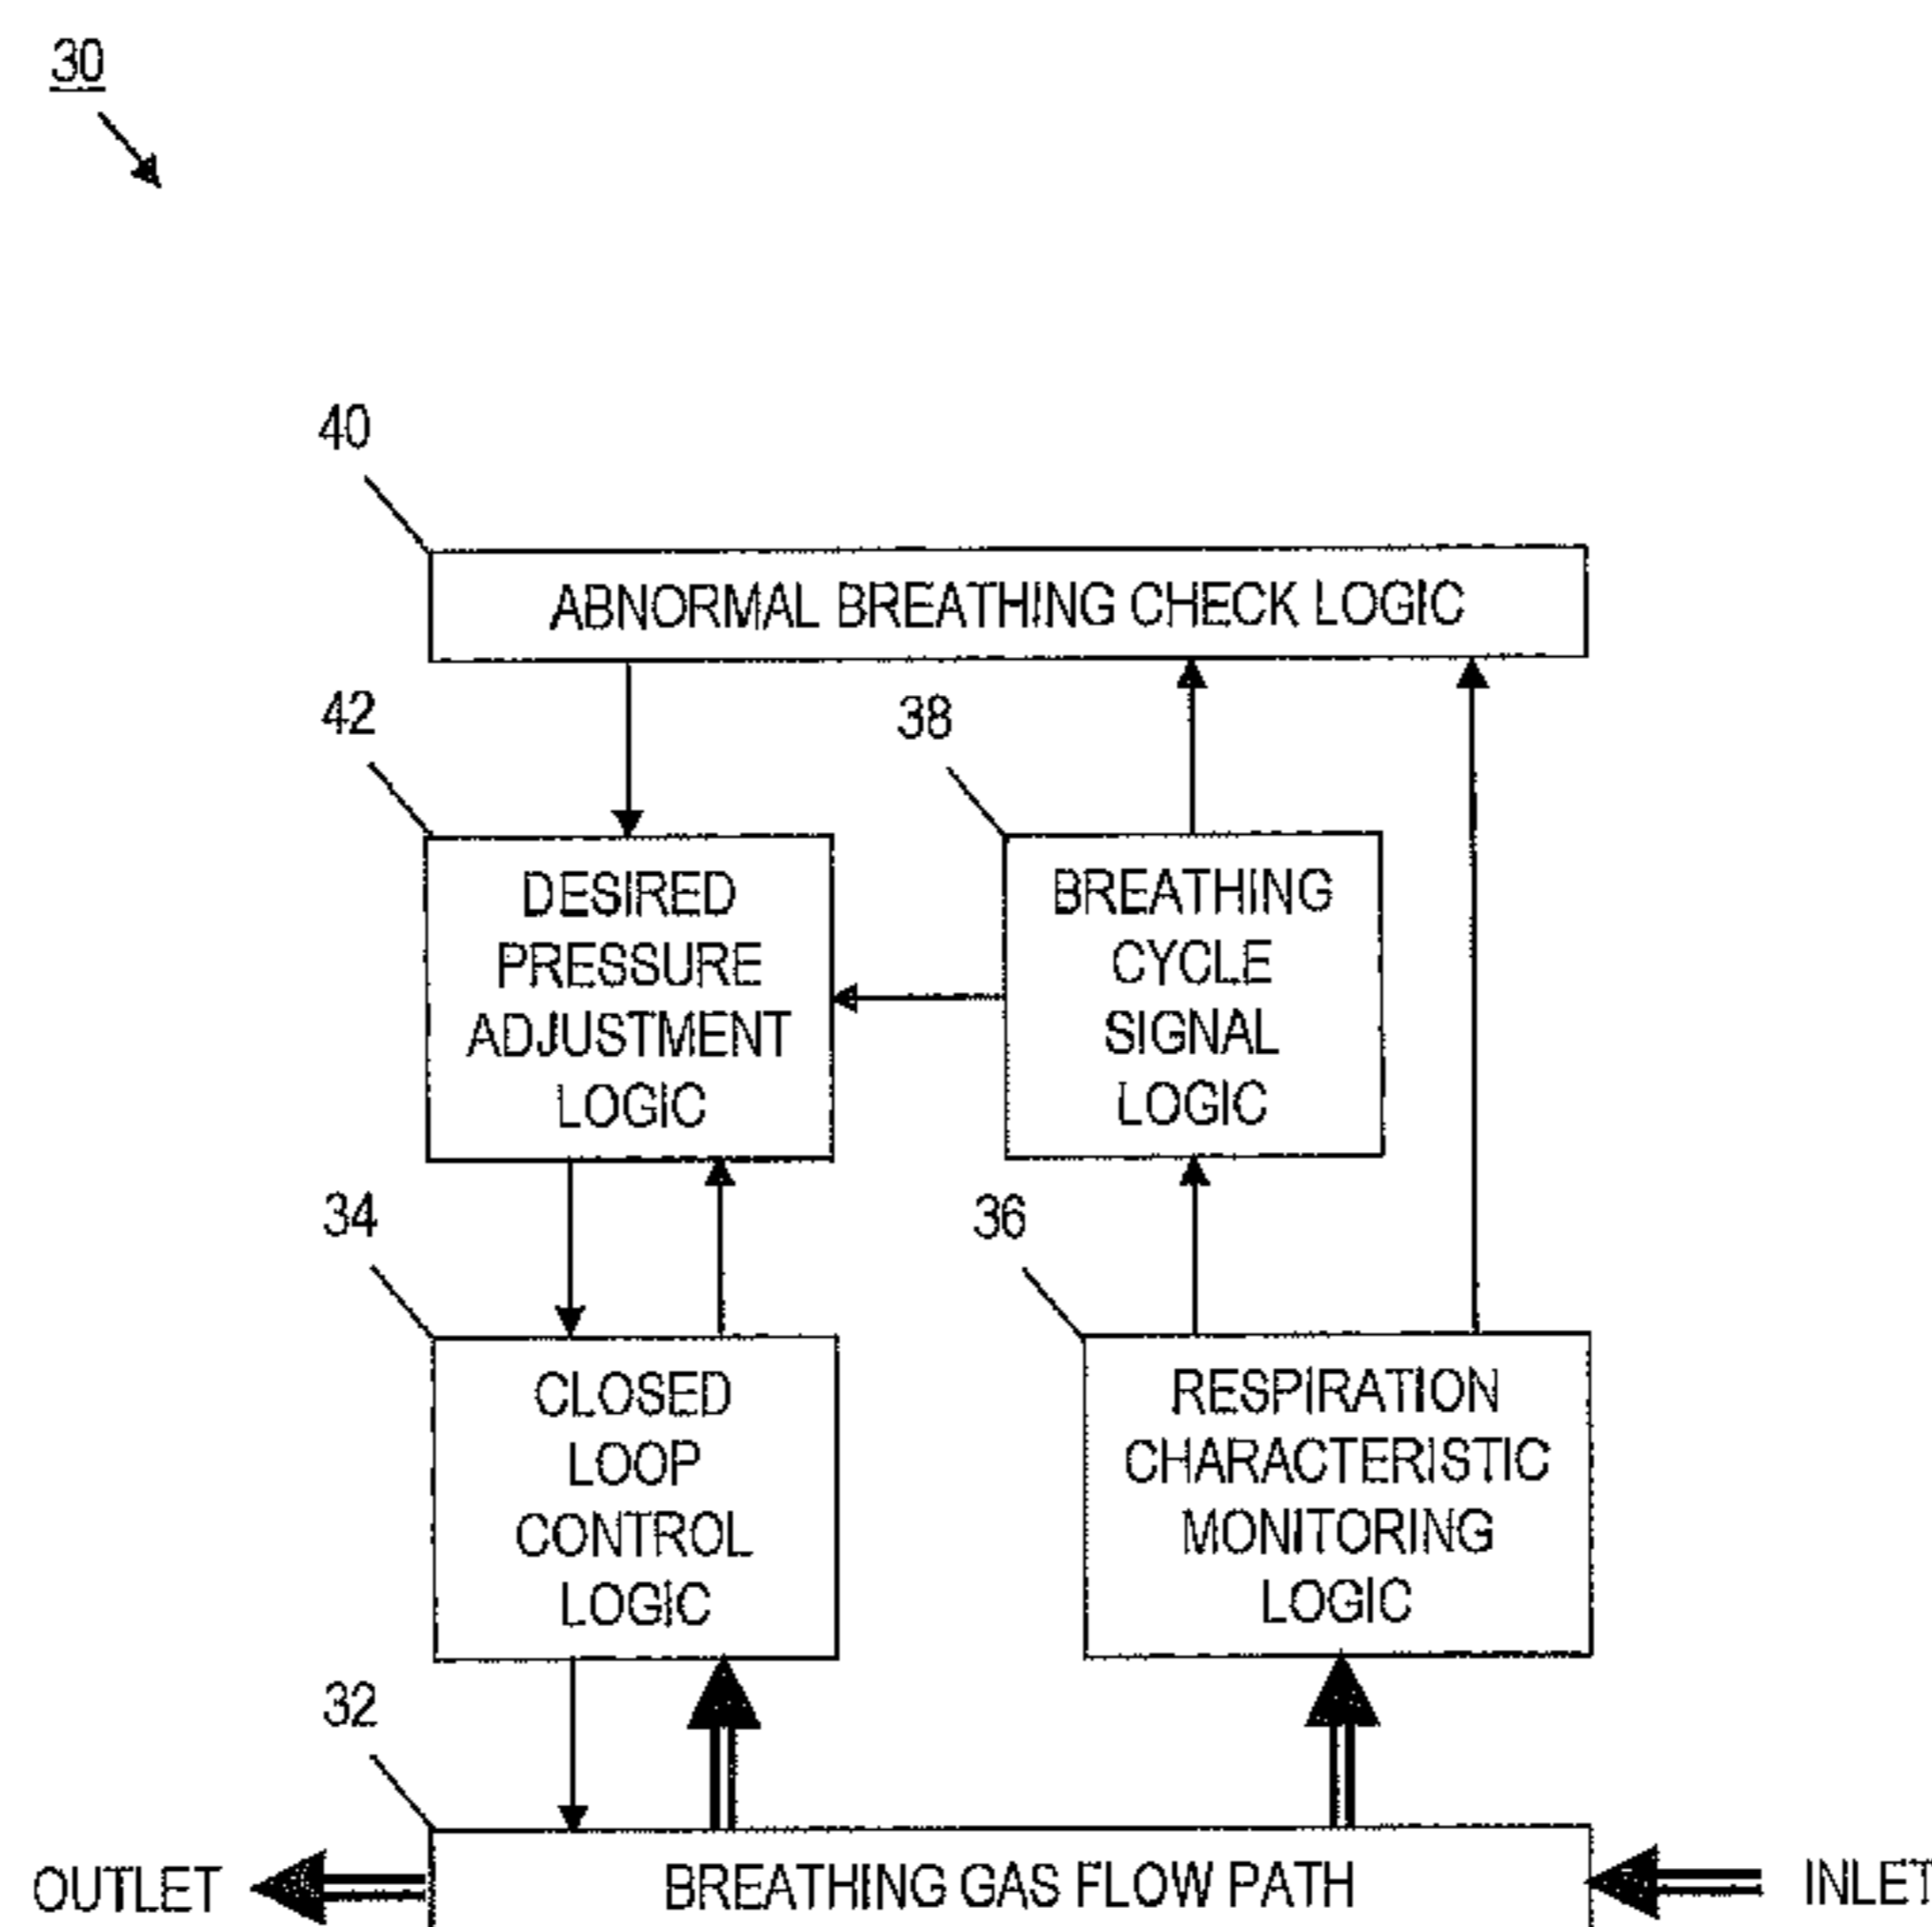 30
40
ABNORMAL BREATHING CHECK LOGIC
42
38
DESIRED
PRESSURE
ADJUSTMENT
LOGIC
BREATHING
CYCLE
SIGNAL
LOGIC
34
36
CLOSED
LOOP
CONTROL
LOGIC
RESPIRATION
CHARACTERISTIC
MONITORING
LOGIC
32
OUTLET
BREATHING GAS FLOW PATH
INLET